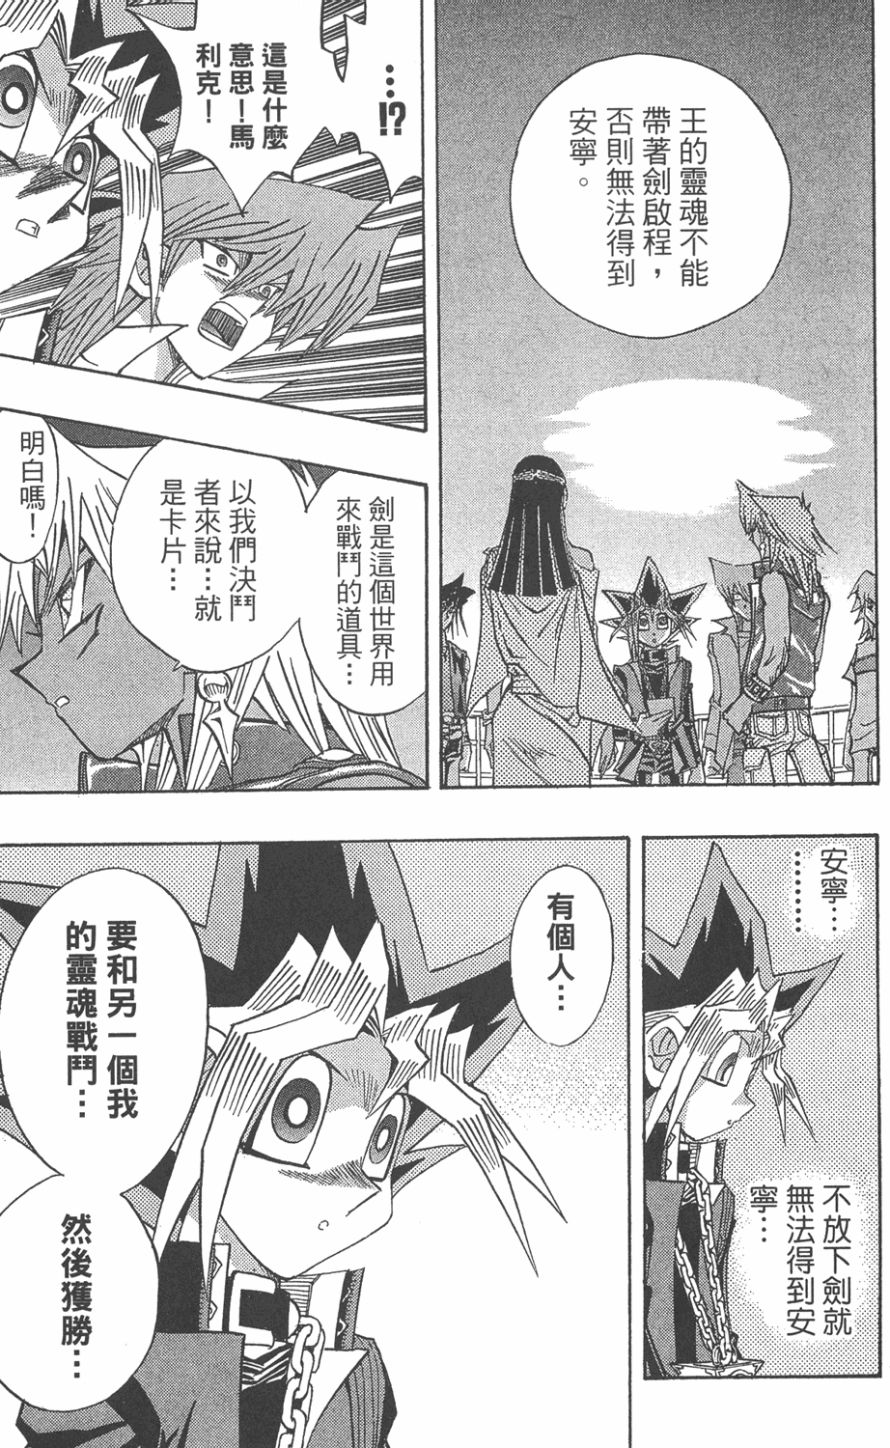 王的靈魂不能
帶著劍啟程，
否則無法得到
安寧。
…!?
這是什麼
意思！馬
利克！
劍是這個世界用
來戰鬥的道具…
以我們決鬥
者來說…就
是卡片…
明白嗎！
安寧…
………
不放下劍就
無法得到安
寧…
有個人…
要和另一個我
的靈魂戰鬥…
然後獲勝…